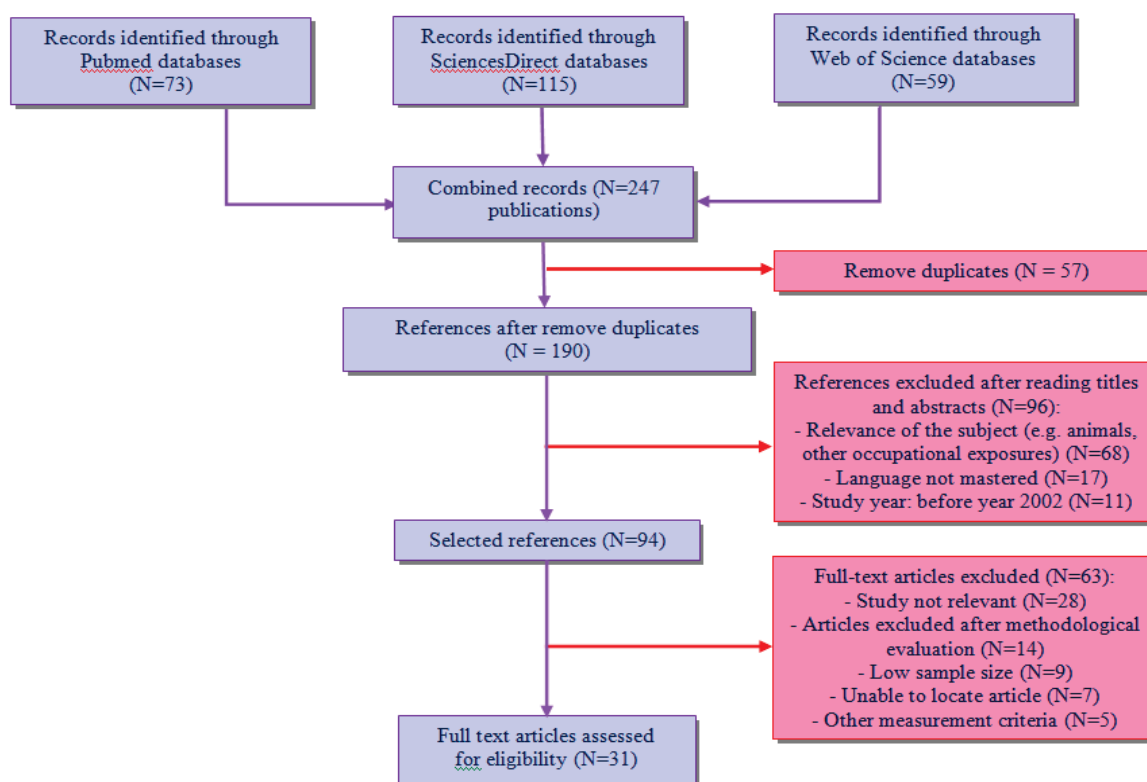 Records identified through
Pubmed databases
(N=73)
Records identified through
SciencesDirect databases
(N=115)
Records identified through
Web of Science databases
(N=59)
Combined records (N=247
publications)
Remove duplicates (N = 57)
References after remove duplicates
(N = 190)
References excluded after reading titles
and abstracts (N=96):
- Relevance of the subject (e.g. animals,
other occupational exposures) (N=68)
- Language not mastered (N=17)
- Study year: before year 2002 (N=11)
Selected references (N=94)
Full-text articles excluded (N=63):
- Study not relevant (N=28)
- Articles excluded after methodological
evaluation (N=14)
- Low sample size (N=9)
- Unable to locate article (N=7)
- Other measurement criteria (N=5)
Full text articles assessed
for eligibility (N=31)